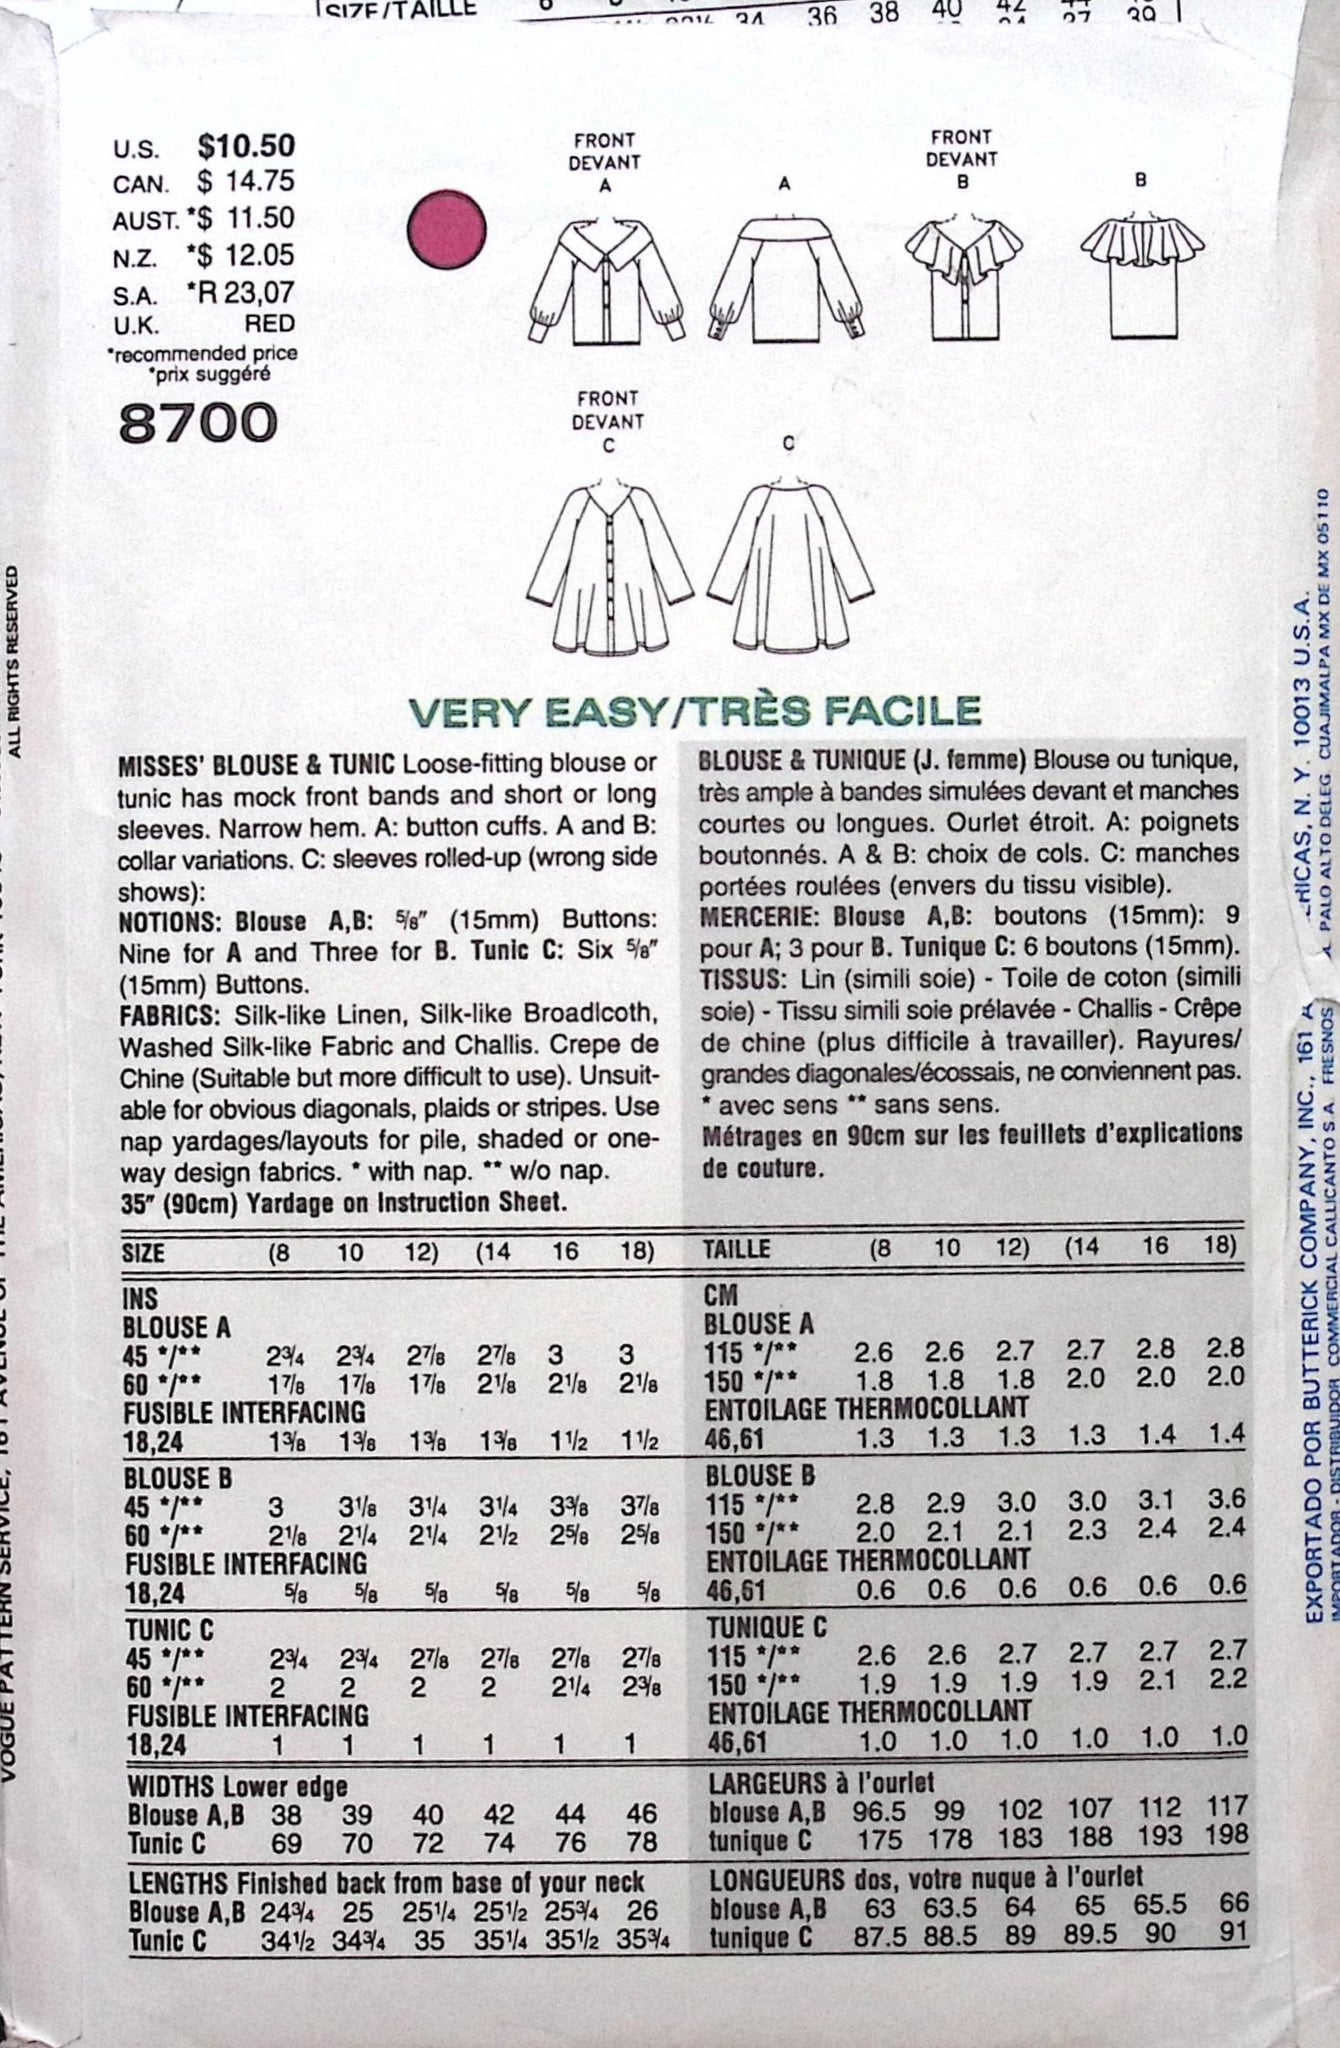 SIZE/TAILLE
34 36 38 40 42
U.S. $10.50
CAN. $ 14.75
AUST. *$ 11.50
N.Z. *$ 12.05
S.A. *R 23,07
U.K. RED
*recommended price
*prix suggéré
8700
FRONT
DEVANT
A
A
FRONT
DEVANT
B
B
FRONT
DEVANT
C
C
VERY EASY/TRÈS FACILE
MISSES' BLOUSE & TUNIC Loose-fitting blouse or
tunic has mock front bands and short or long
sleeves. Narrow hem. A: button cuffs. A and B:
collar variations. C: sleeves rolled-up (wrong side
shows):
NOTIONS: Blouse A,B: 5/8" (15mm) Buttons:
Nine for A and Three for B. Tunic C: Six 5/8"
(15mm) Buttons.
FABRICS: Silk-like Linen, Silk-like Broadlcoth,
Washed Silk-like Fabric and Challis. Crepe de
Chine (Suitable but more difficult to use). Unsuit-
able for obvious diagonals, plaids or stripes. Use
nap yardages/layouts for pile, shaded or one-
way design fabrics. * with nap. ** w/o nap.
35" (90cm) Yardage on Instruction Sheet.
BLOUSE & TUNIQUE (J. femme) Blouse ou tunique,
très ample à bandes simulées devant et manches
courtes ou longues. Ourlet étroit. A: poignets
boutonnés. A & B: choix de cols. C: manches
portées roulées (envers du tissu visible).
MERCERIE: Blouse A,B: boutons (15mm): 9
pour A; 3 pour B. Tunique C: 6 boutons (15mm).
TISSUS: Lin (simili soie) - Toile de coton (simili
soie) - Tissu simili soie prélavée - Challis - Crêpe
de chine (plus difficile à travailler). Rayures/
grandes diagonales/écossais, ne conviennent pas.
* avec sens ** sans sens.
Métrages en 90cm sur les feuillets d'explications
de couture.
SIZE (8 10 12) (14 16 18)
INS
BLOUSE A
45 */** 2 3/4 2 3/4 2 7/8 2 7/8 3 3
60 */** 1 7/8 1 7/8 1 7/8 2 1/8 2 1/8 2 1/8
FUSIBLE INTERFACING
18,24 1 3/8 1 3/8 1 3/8 1 3/8 1 1/2 1 1/2
BLOUSE B
45 */** 3 3 1/8 3 1/4 3 1/4 3 3/8 3 7/8
60 */** 2 1/8 2 1/4 2 1/4 2 1/2 2 5/8 2 5/8
FUSIBLE INTERFACING
18,24 5/8 5/8 5/8 5/8 5/8 5/8
TUNIC C
45 */** 2 3/4 2 3/4 2 7/8 2 7/8 2 7/8 2 7/8
60 */** 2 2 2 2 2 1/4 2 3/8
FUSIBLE INTERFACING
18,24 1 1 1 1 1 1
WIDTHS Lower edge
Blouse A,B 38 39 40 42 44 46
Tunic C 69 70 72 74 76 78
LENGTHS Finished back from base of your neck
Blouse A,B 24 3/4 25 25 1/4 25 1/2 25 3/4 26
Tunic C 34 1/2 34 3/4 35 35 1/4 35 1/2 35 3/4
TAILLE (8 10 12) (14 16 18)
CM
BLOUSE A
115 */** 2.6 2.6 2.7 2.7 2.8 2.8
150 */** 1.8 1.8 1.8 2.0 2.0 2.0
ENTOILAGE THERMOCOLLANT
46,61 1.3 1.3 1.3 1.3 1.4 1.4
BLOUSE B
115 */** 2.8 2.9 3.0 3.0 3.1 3.6
150 */** 2.0 2.1 2.1 2.3 2.4 2.4
ENTOILAGE THERMOCOLLANT
46,61 0.6 0.6 0.6 0.6 0.6 0.6
TUNIQUE C
115 */** 2.6 2.6 2.7 2.7 2.7 2.7
150 */** 1.9 1.9 1.9 1.9 2.1 2.2
ENTOILAGE THERMOCOLLANT
46,61 1.0 1.0 1.0 1.0 1.0 1.0
LARGEURS à l'ourlet
blouse A,B 96.5 99 102 107 112 117
tunique C 175 178 183 188 193 198
LONGUEURS dos, votre nuque à l'ourlet
blouse A,B 63 63.5 64 65 65.5 66
tunique C 87.5 88.5 89 89.5 90 91
ALL RIGHTS RESERVED
VOGUE PATTERN SERVICE, 161 AVENUE OF THE AMERICAS,
EXPORTADO POR BUTTERICK COMPANY, INC., 161 A
N. Y. 10013 U.S.A.
IMPORTADOR - DISTRIBUIDOR COMMERCIAL CALLICANTO S.A. FRESNOS
PALO ALTO DELEG. CUAJIMALPA MX DE MX 05110